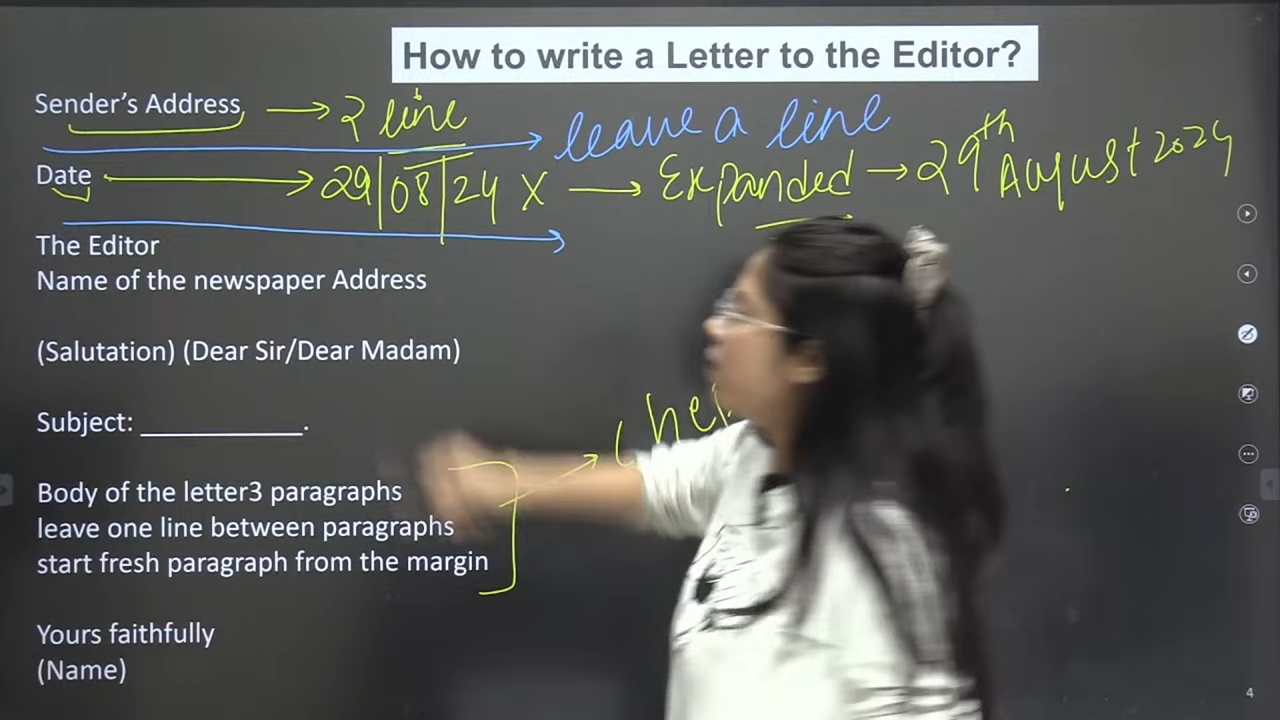 How to write a Letter to the Editor?
Sender's Address → 2 line
leave a line
Date → 29/08/24 X → Expanded → 29th August 2024
The Editor
Name of the newspaper Address
(Salutation) (Dear Sir/Dear Madam)
Subject: ___________.
Body of the letter3 paragraphs
leave one line between paragraphs
start fresh paragraph from the margin
Yours faithfully
(Name)
4